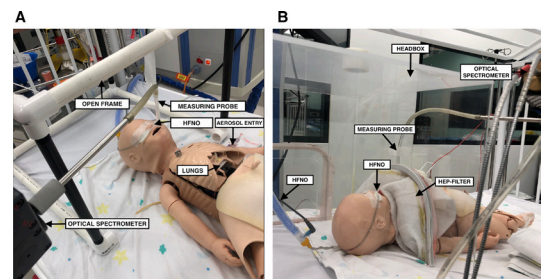 A
OPEN FRAME
MEASURING PROBE
HFNO
AEROSOL ENTRY
LUNGS
OPTICAL SPECTROMETER
B
HEADBOX
OPTICAL
SPECTROMETER
MEASURING PROBE
HFNO
HFNO
HEP-FILTER